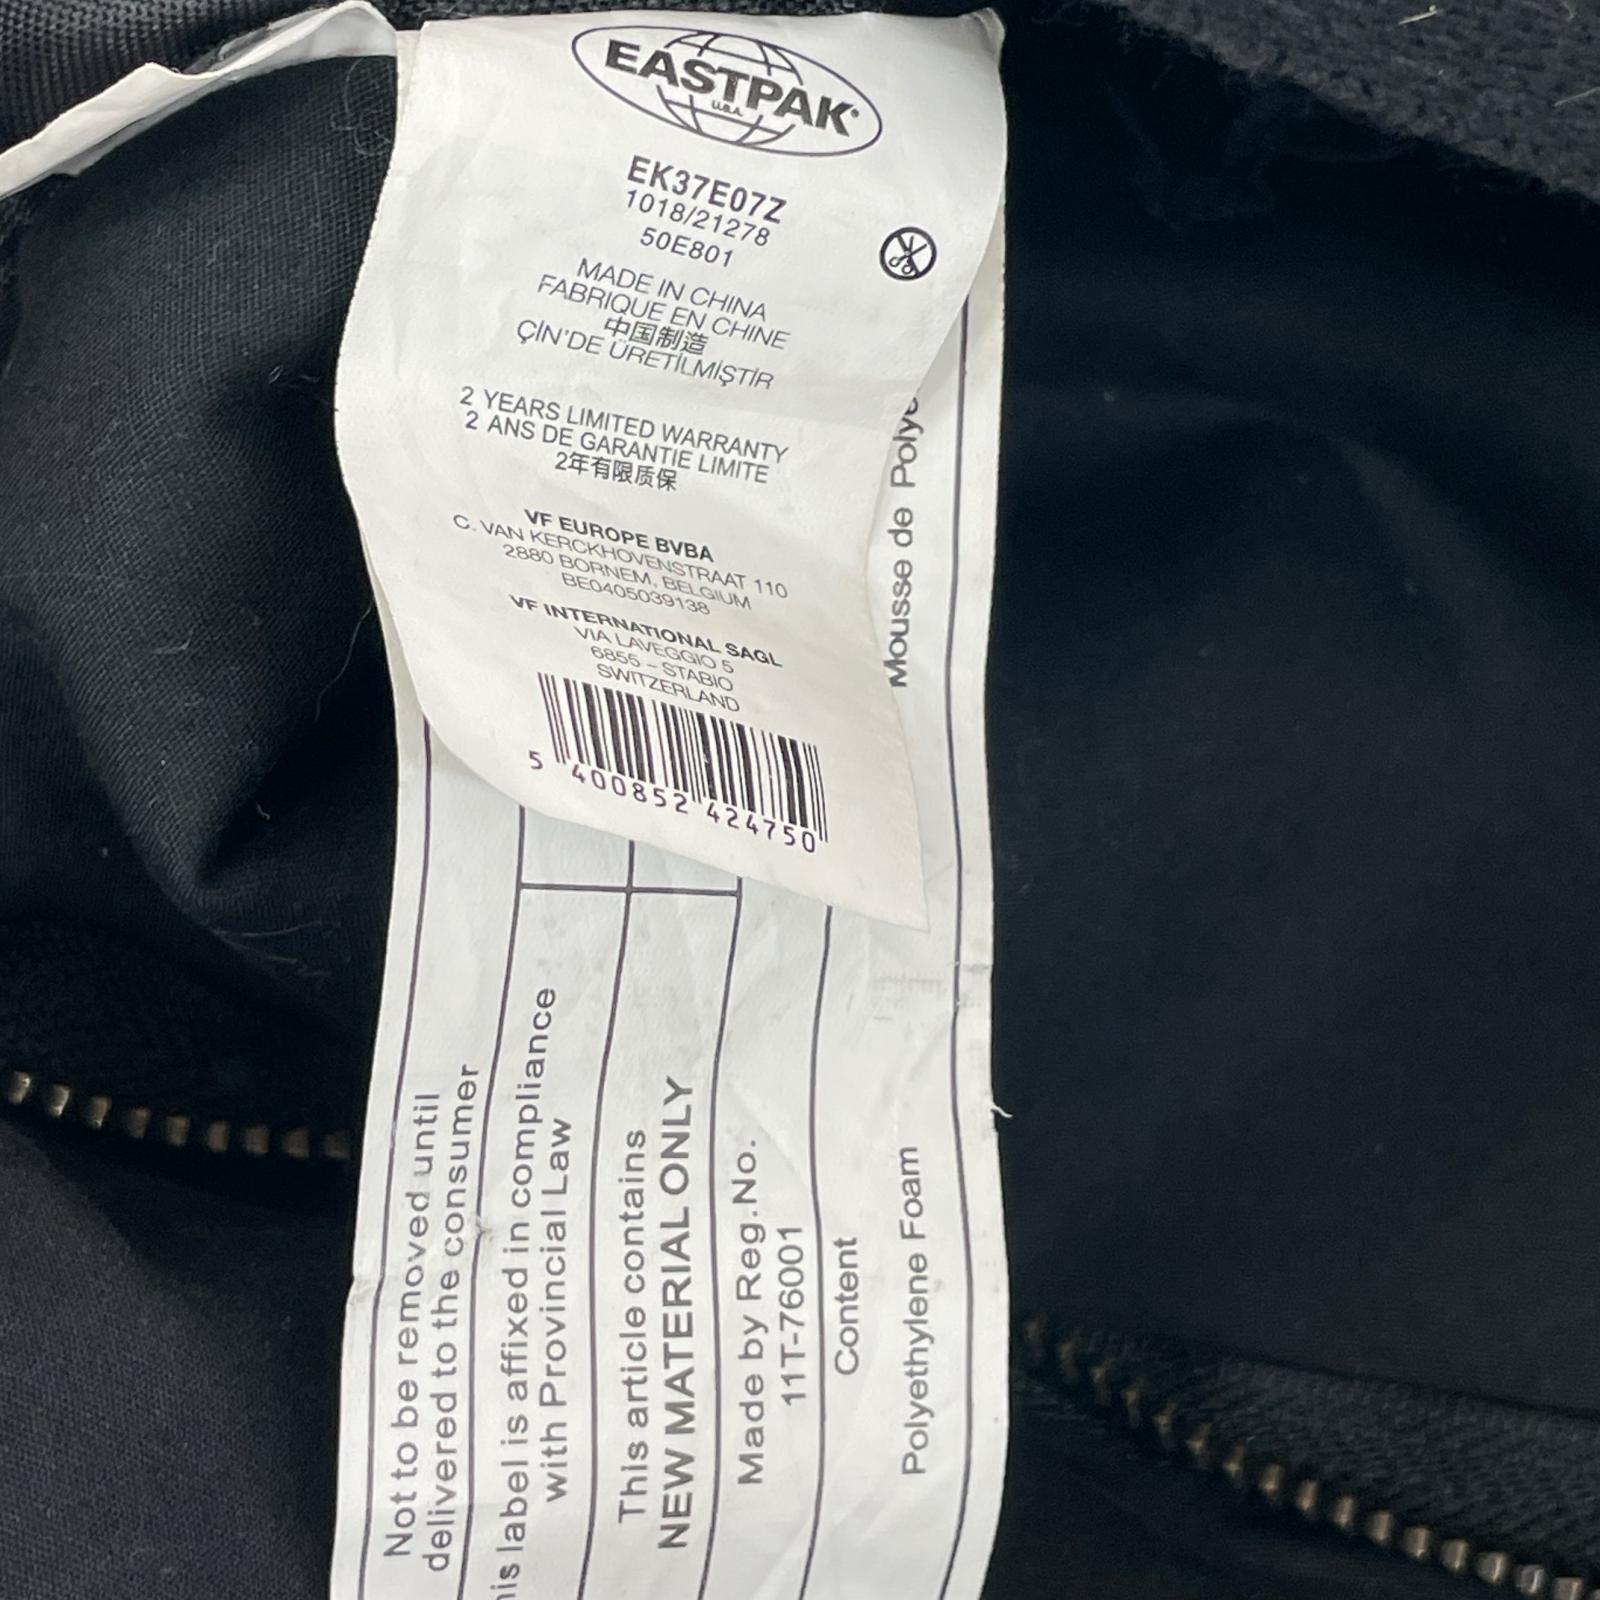 EASTPAK
U.S.A.
EK37E07Z
1018/21278
50E801
MADE IN CHINA
FABRIQUE EN CHINE
中国制造
ÇİN'DE ÜRETİLMİŞTİR
2 YEARS LIMITED WARRANTY
2 ANS DE GARANTIE LIMITE
2年有限质保
VF EUROPE BVBA
C. VAN KERCKHOVENSTRAAT 110
2880 BORNEM, BELGIUM
BE0405039138
VF INTERNATIONAL SAGL
VIA LAVEGGIO 5
6855 – STABIO
SWITZERLAND
5 400852 424750
Not to be removed until
delivered to the consumer
label is affixed in compliance
with Provincial Law
This article contains
NEW MATERIAL ONLY
Made by Reg.No.
11T-76001
Content
Polyethylene Foam
Mousse de